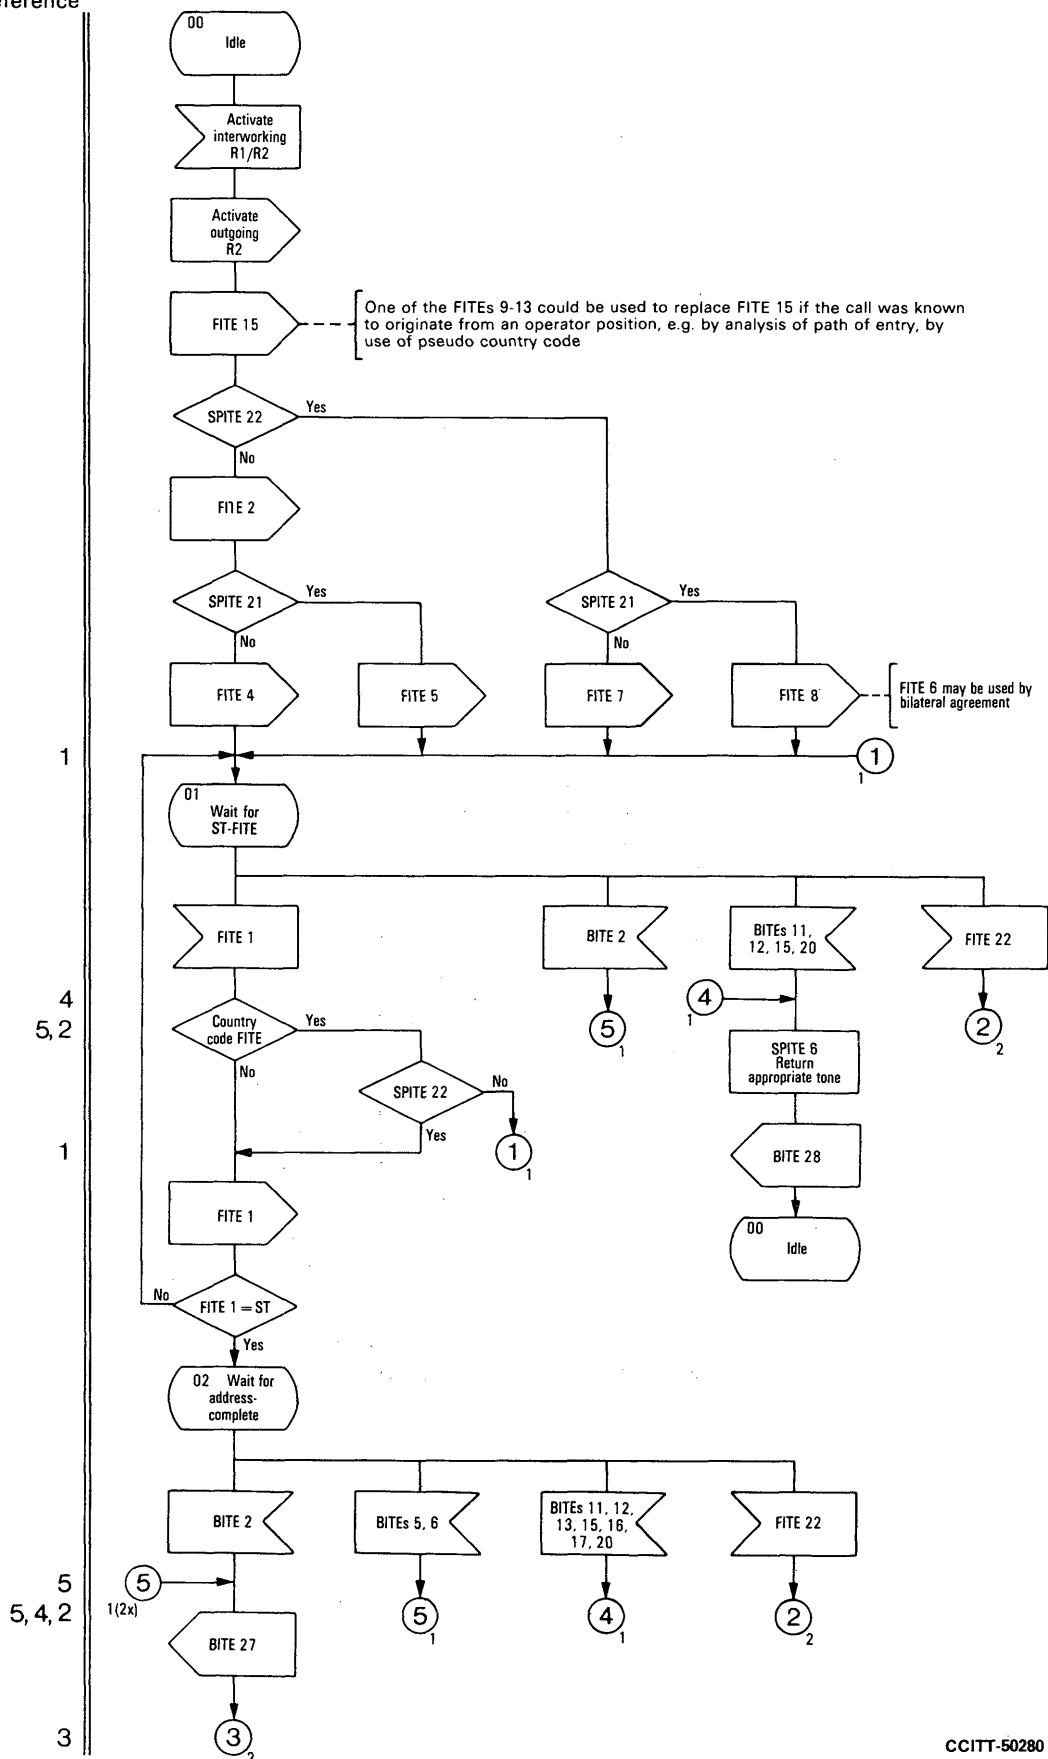 eference
00
Idle
Activate
interworking
R1/R2
Activate
outgoing
R2
FITE 15
One of the FITEs 9-13 could be used to replace FITE 15 if the call was known
to originate from an operator position, e.g. by analysis of path of entry, by
use of pseudo country code
SPITE 22
Yes
No
FITE 2
SPITE 21
Yes
No
SPITE 21
Yes
No
FITE 4
FITE 5
FITE 7
FITE 8
FITE 6 may be used by
bilateral agreement
1
1
1
01
Wait for
ST-FITE
FITE 1
BITE 2
BITEs 11,
12, 15, 20
FITE 22
4
5, 2
Country
code FITE
Yes
No
5
1
4
1
2
2
SPITE 6
Return
appropriate tone
SPITE 22
No
Yes
1
1
1
BITE 28
FITE 1
00
Idle
No
FITE 1 = ST
Yes
02 Wait for
address-
complete
BITE 2
BITEs 5, 6
BITEs 11, 12,
13, 15, 16,
17, 20
FITE 22
5
5
1(2x)
5, 4, 2
5
1
4
1
2
2
BITE 27
3
3
2
CCITT-50280